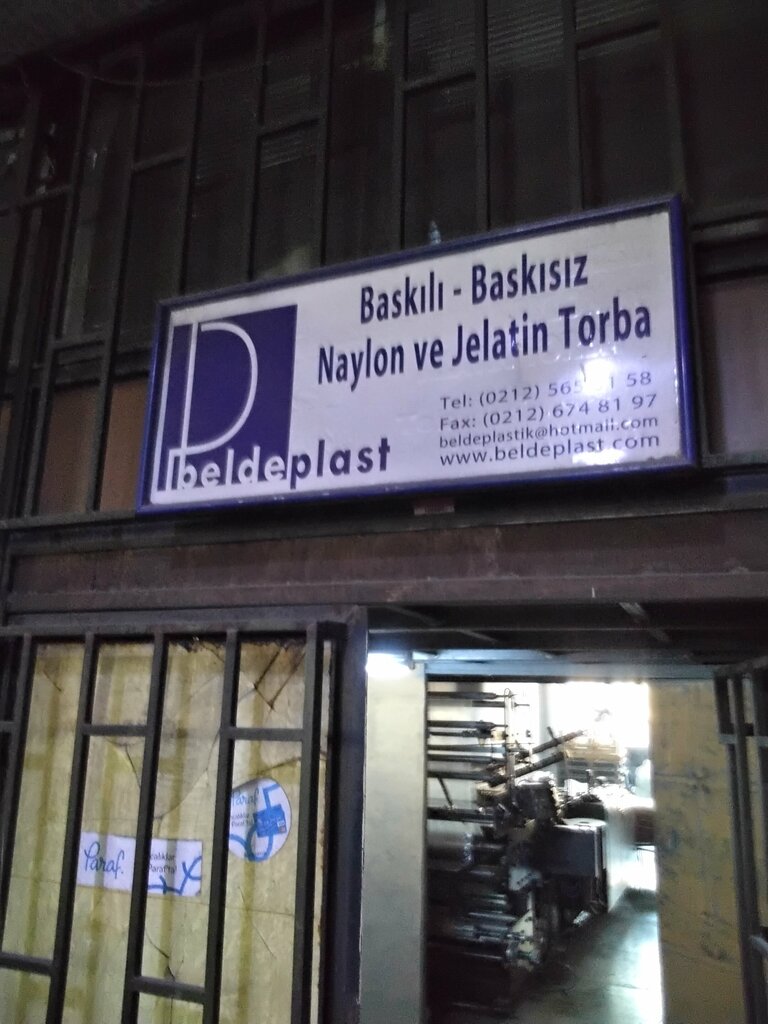 Baskılı - Baskısız
Naylon ve Jelatin Torba
Tel: (0212) 565 58
Fax: (0212) 674 81 97
beldeplastik@hotmail.com
www.beldeplast.com
beldeplast
Paraf
Paraf.